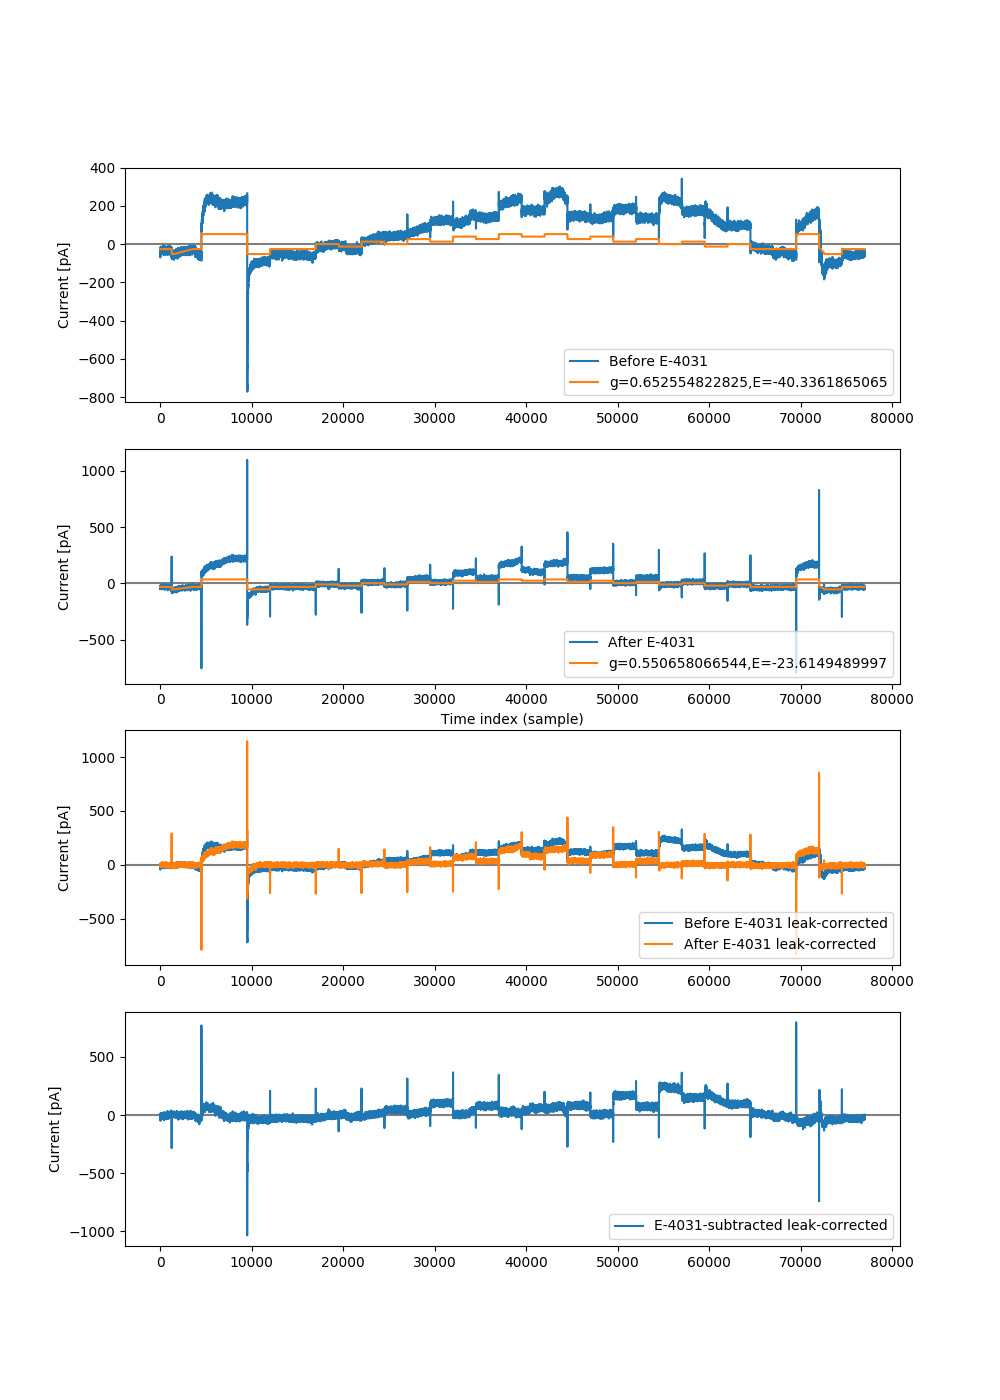 400
200
0
−200
−400
−600
−800
Current [pA]
Before E-4031
g=0.652554822825,E=-40.3361865065
0 10000 20000 30000 40000 50000 60000 70000 80000
1000
500
0
−500
Current [pA]
After E-4031
g=0.550658066544,E=-23.6149489997
0 10000 20000 30000 40000 50000 60000 70000 80000
Time index (sample)
1000
500
0
−500
Current [pA]
Before E-4031 leak-corrected
After E-4031 leak-corrected
0 10000 20000 30000 40000 50000 60000 70000 80000
500
0
−500
−1000
Current [pA]
E-4031-subtracted leak-corrected
0 10000 20000 30000 40000 50000 60000 70000 80000